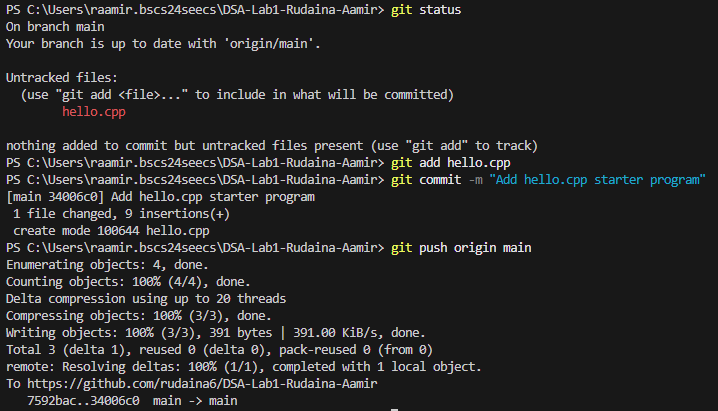 PS C:\Users\raamir.bscs24seecs\DSA-Lab1-Rudaina-Aamir> git status
On branch main
Your branch is up to date with 'origin/main'.
Untracked files:
  (use "git add <file>..." to include in what will be committed)
        hello.cpp
nothing added to commit but untracked files present (use "git add" to track)
PS C:\Users\raamir.bscs24seecs\DSA-Lab1-Rudaina-Aamir> git add hello.cpp
PS C:\Users\raamir.bscs24seecs\DSA-Lab1-Rudaina-Aamir> git commit -m "Add hello.cpp starter program"
[main 34006c0] Add hello.cpp starter program
 1 file changed, 9 insertions(+)
 create mode 100644 hello.cpp
PS C:\Users\raamir.bscs24seecs\DSA-Lab1-Rudaina-Aamir> git push origin main
Enumerating objects: 4, done.
Counting objects: 100% (4/4), done.
Delta compression using up to 20 threads
Compressing objects: 100% (3/3), done.
Writing objects: 100% (3/3), 391 bytes | 391.00 KiB/s, done.
Total 3 (delta 1), reused 0 (delta 0), pack-reused 0 (from 0)
remote: Resolving deltas: 100% (1/1), completed with 1 local object.
To https://github.com/rudaina6/DSA-Lab1-Rudaina-Aamir
   7592bac..34006c0  main -> main